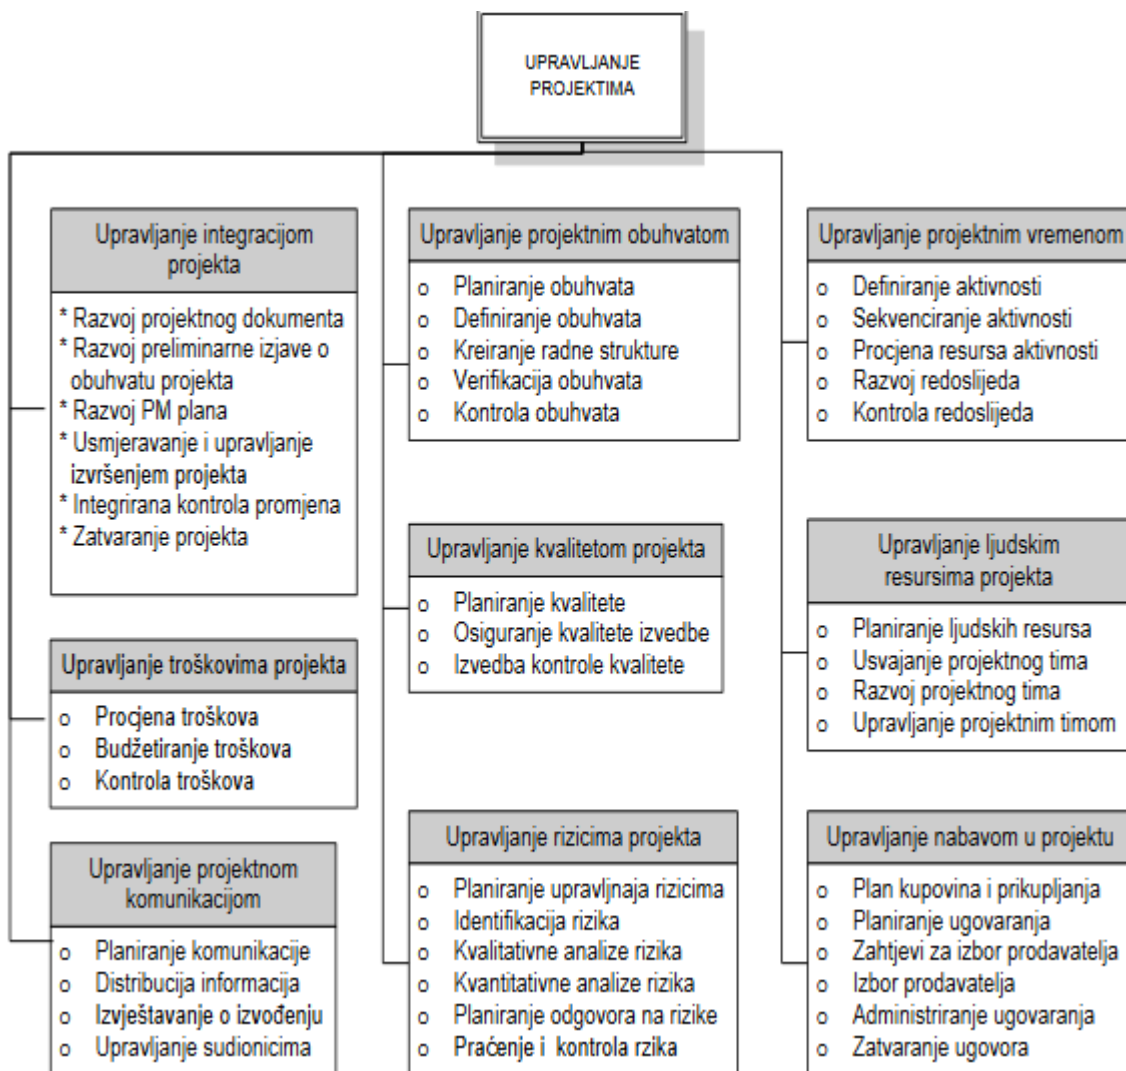 UPRAVLJANJE
PROJEKTIMA
Upravljanje integracijom
projekta
* Razvoj projektnog dokumenta
* Razvoj preliminarne izjave o
obuhvatu projekta
* Razvoj PM plana
* Usmjeravanje i upravljanje
izvršenjem projekta
* Integrirana kontrola promjena
* Zatvaranje projekta
Upravljanje troškovima projekta
o Procjena troškova
o Budžetiranje troškova
o Kontrola troškova
Upravljanje projektnom
komunikacijom
o Planiranje komunikacije
o Distribucija informacija
o Izvještavanje o izvođenju
o Upravljanje sudionicima
Upravljanje projektnim obuhvatom
o Planiranje obuhvata
o Definiranje obuhvata
o Kreiranje radne strukture
o Verifikacija obuhvata
o Kontrola obuhvata
Upravljanje kvalitetom projekta
o Planiranje kvalitete
o Osiguranje kvalitete izvedbe
o Izvedba kontrole kvalitete
Upravljanje rizicima projekta
o Planiranje upravljnaja rizicima
o Identifikacija rizika
o Kvalitativne analize rizika
o Kvantitativne analize rizika
o Planiranje odgovora na rizike
o Praćenje i kontrola rzika
Upravljanje projektnim vremenom
o Definiranje aktivnosti
o Sekvenciranje aktivnosti
o Procjena resursa aktivnosti
o Razvoj redoslijeda
o Kontrola redoslijeda
Upravljanje ljudskim
resursima projekta
o Planiranje ljudskih resursa
o Usvajanje projektnog tima
o Razvoj projektnog tima
o Upravljanje projektnim timom
Upravljanje nabavom u projektu
o Plan kupovina i prikupljanja
o Planiranje ugovaranja
o Zahtjevi za izbor prodavatelja
o Izbor prodavatelja
o Administriranje ugovaranja
o Zatvaranje ugovora